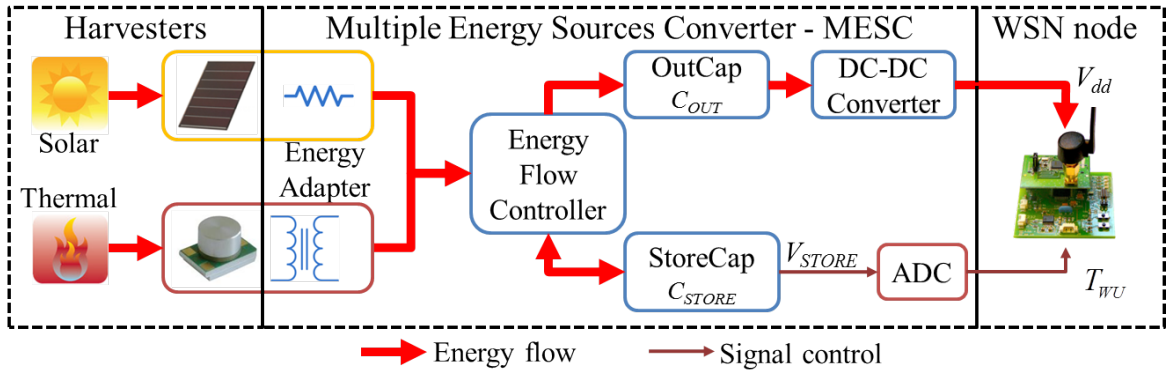 Harvesters
Multiple Energy Sources Converter - MESC
WSN node
Solar
Thermal
Energy
Adapter
Energy
Flow
Controller
OutCap
C_OUT
DC-DC
Converter
V_dd
StoreCap
C_STORE
V_STORE
ADC
T_WU
Energy flow
Signal control